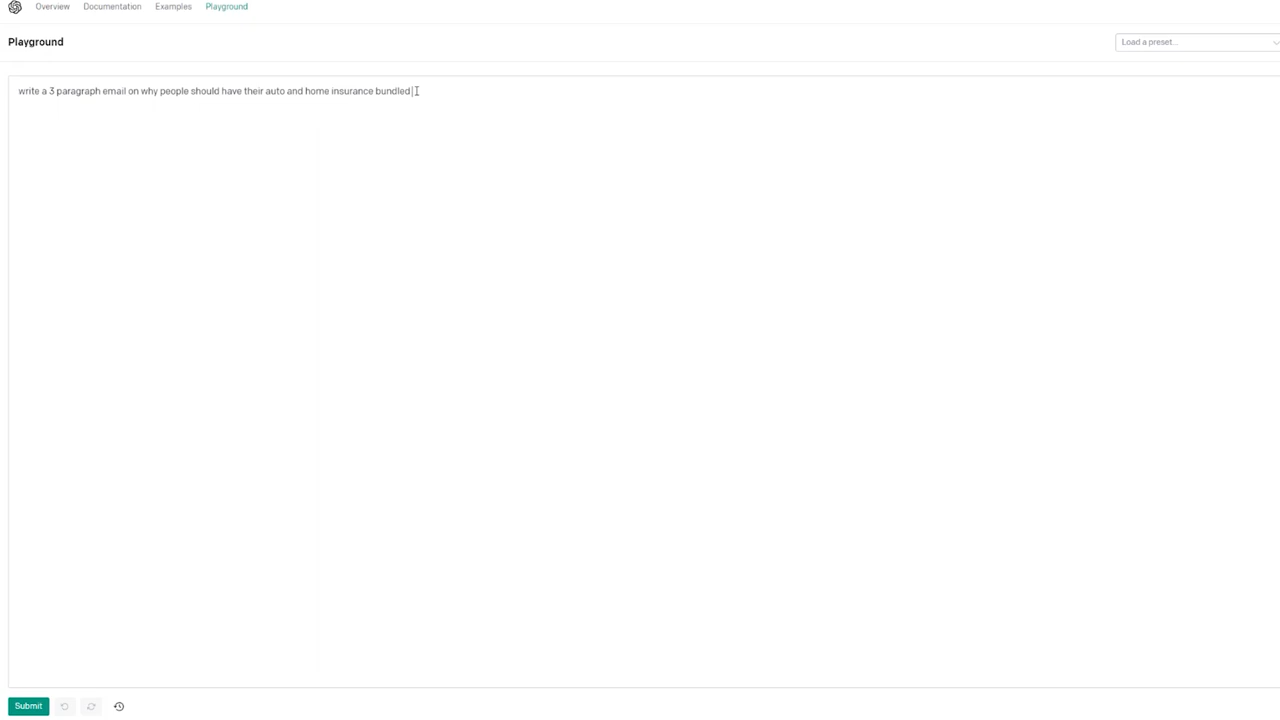 Overview Documentation Examples Playground
Playground
Load a preset...
write a 3 paragraph email on why people should have their auto and home insurance bundled
Submit